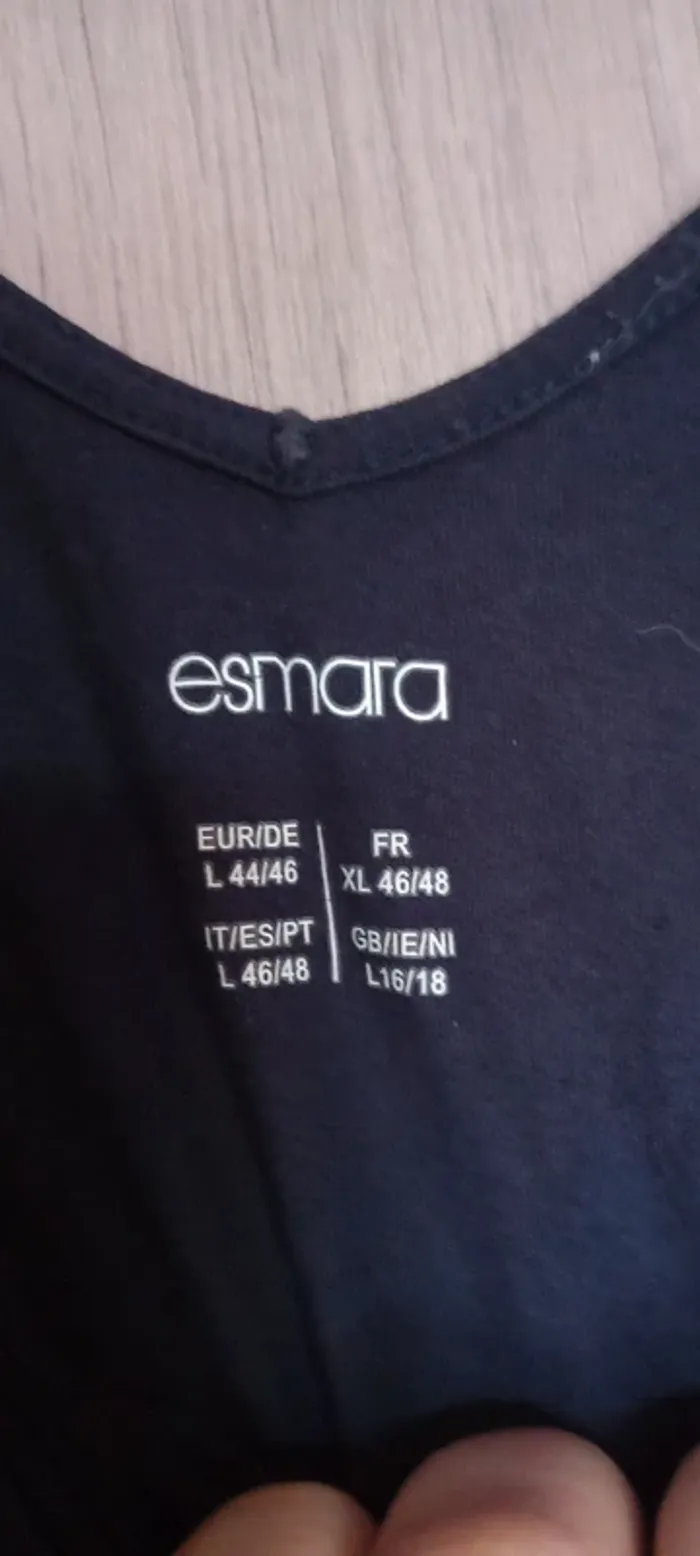 esmara
EUR/DE
L 44/46
FR
XL 46/48
IT/ES/PT
L 46/48
GB/IE/NI
L16/18